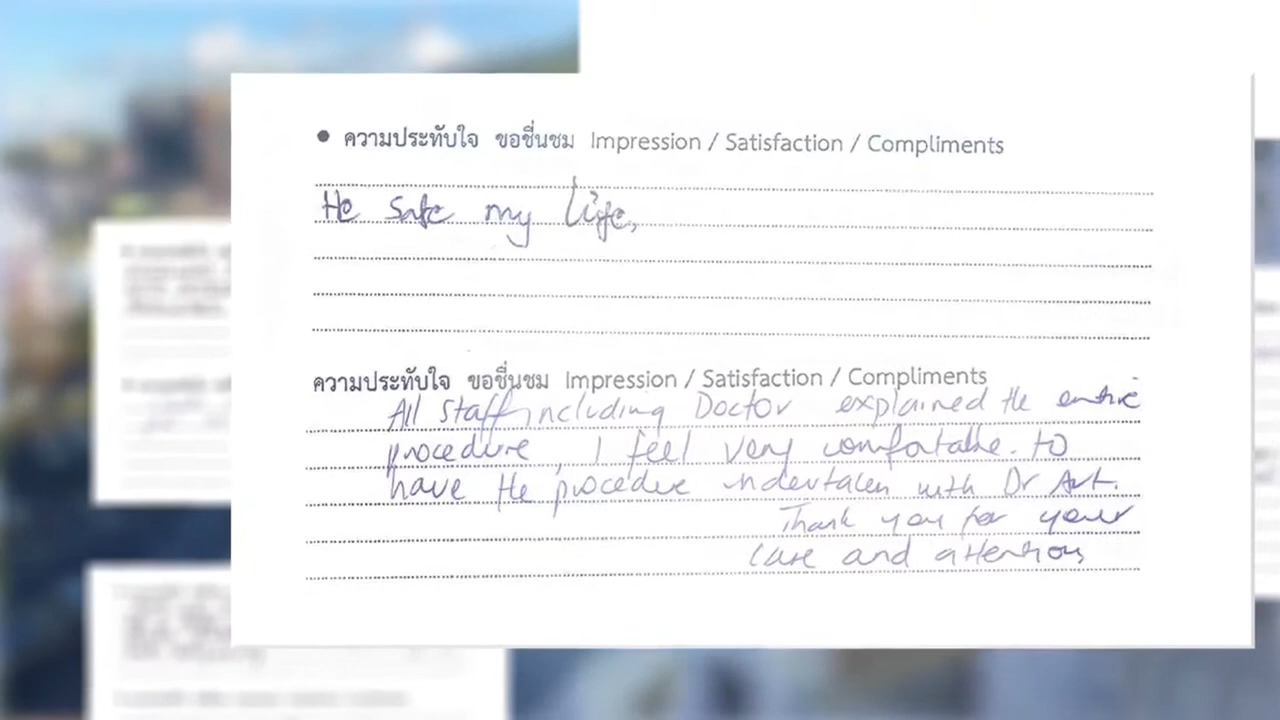 ● ความประทับใจ ขอชื่นชม Impression / Satisfaction / Compliments
He safe my life,
ความประทับใจ ขอชื่นชม Impression / Satisfaction / Compliments
All staff including Doctor explained the entire
procedure, I feel very comfortable. to
have the procedure undertaken with Dr Art.
Thank you for your
care and attention